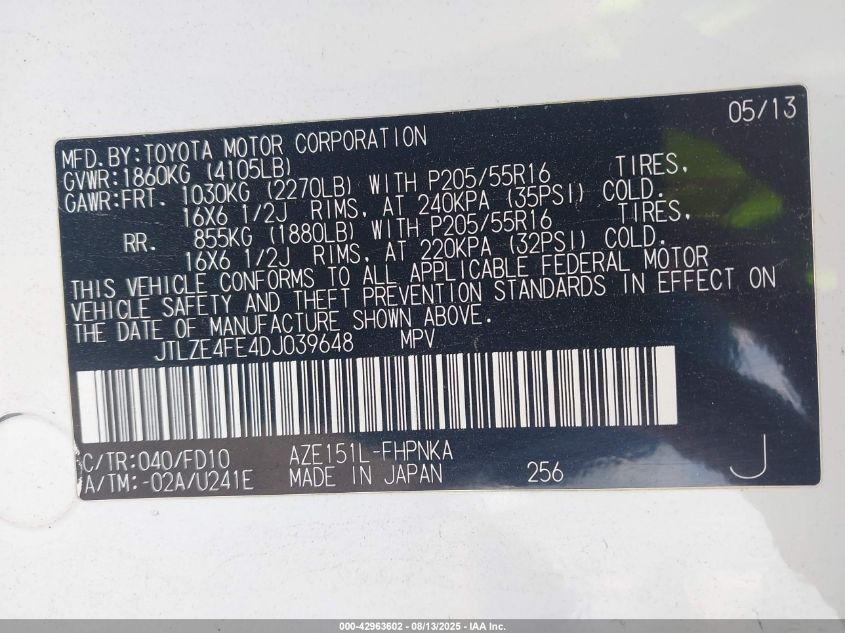 05/13
MFD.BY:TOYOTA MOTOR CORPORATION
GVWR:1860KG (4105LB)
GAWR:FRT. 1030KG (2270LB) WITH P205/55R16 TIRES,
16X6 1/2J RIMS, AT 240KPA (35PSI) COLD.
RR. 855KG (1880LB) WITH P205/55R16 TIRES,
16X6 1/2J RIMS, AT 220KPA (32PSI) COLD.
THIS VEHICLE CONFORMS TO ALL APPLICABLE FEDERAL MOTOR
VEHICLE SAFETY AND THEFT PREVENTION STANDARDS IN EFFECT ON
THE DATE OF MANUFACTURE SHOWN ABOVE.
JTLZE4FE4DJ039648 MPV
C/TR:040/FD10 AZE151L-FHPNKA
A/TM:-02A/U241E MADE IN JAPAN 256 J
000-42963602 - 08/13/2025 - IAA Inc.